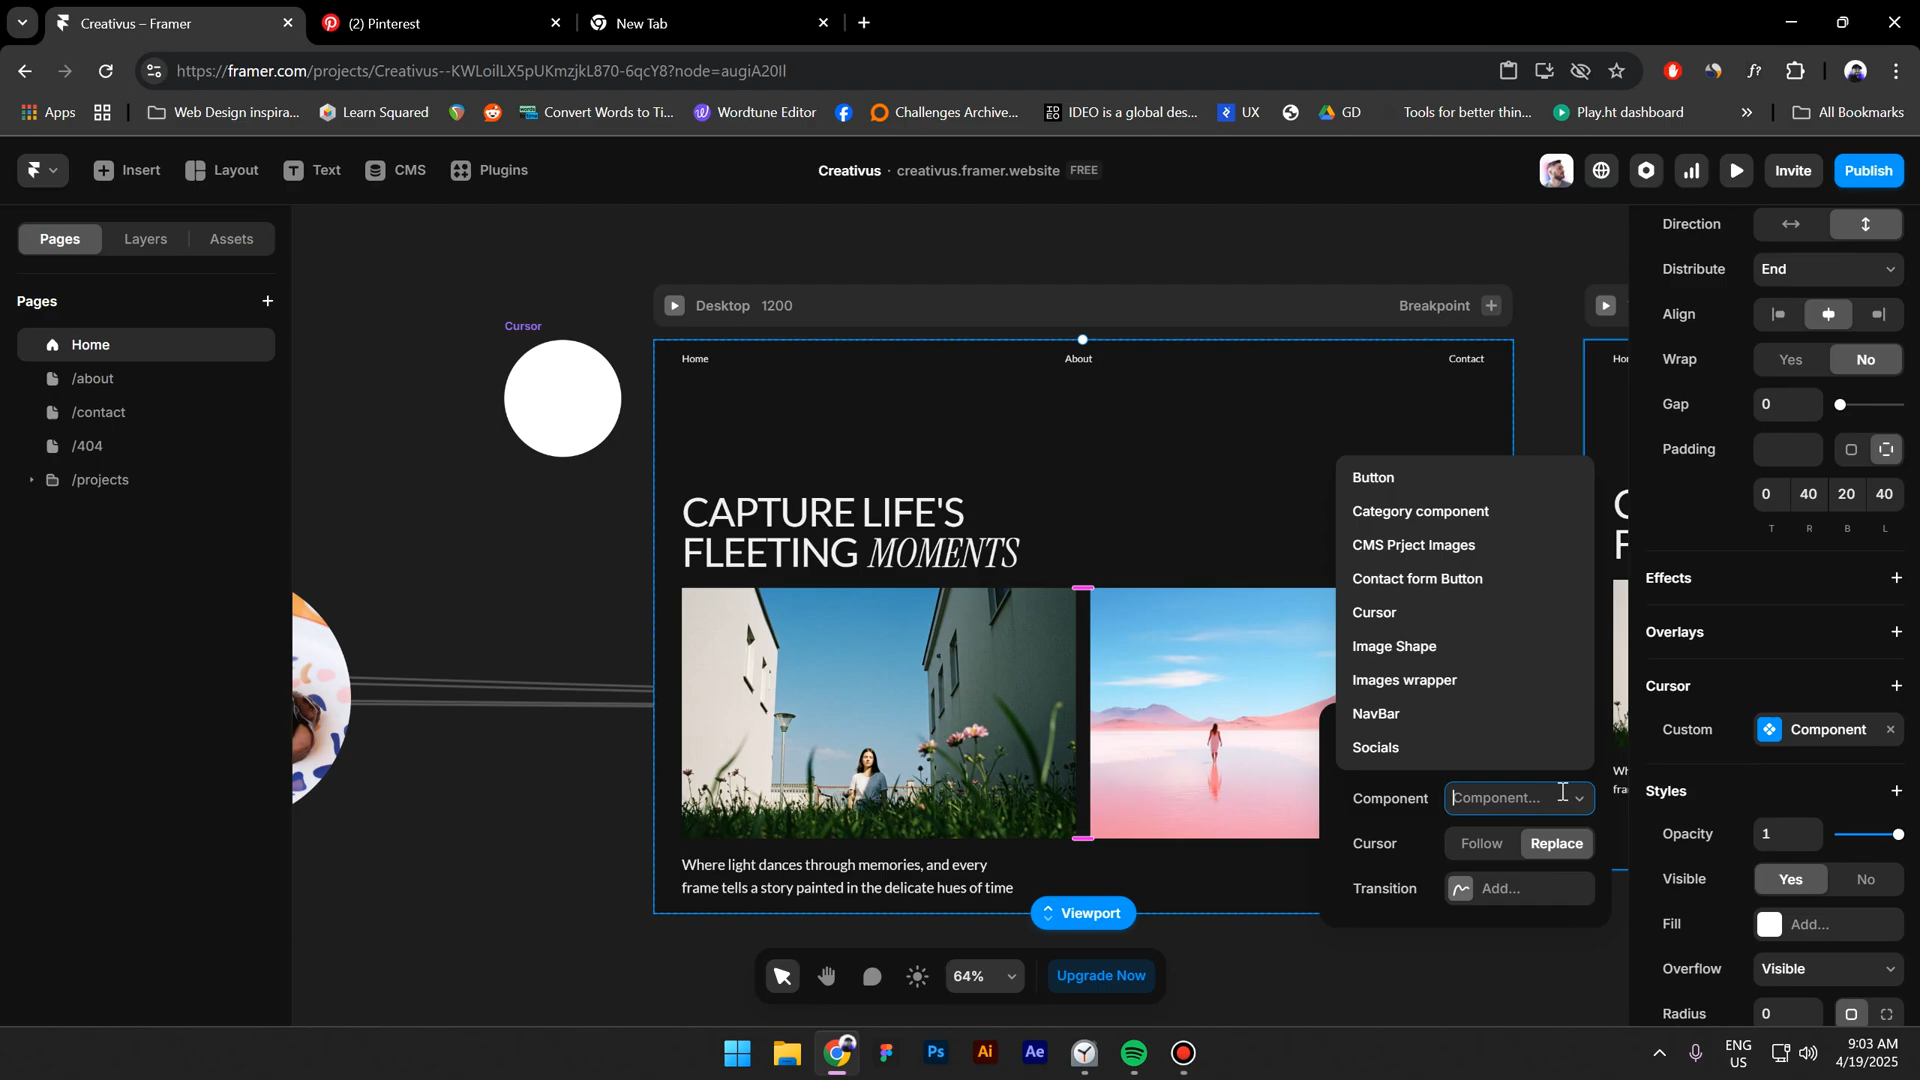 Creativus – Framer
(2) Pinterest
New Tab
https://framer.com/projects/Creativus--KWLoilLX5pUKmzjkL870-6qcY8?node=augiA20Il
f?
Apps
Web Design inspira...
Learn Squared
Convert Words to Ti...
Wordtune Editor
Challenges Archive...
IDEO is a global des...
UX
GD
Tools for better thin...
Play.ht dashboard
All Bookmarks
Insert
Layout
Text
CMS
Plugins
Creativus · creativus.framer.website FREE
Invite
Publish
Pages
Layers
Assets
Pages
Home
/about
/contact
/404
/projects
Cursor
Desktop 1200
Breakpoint
Home
About
Contact
CAPTURE LIFE'S
FLEETING MOMENTS
Where light dances through memories, and every
frame tells a story painted in the delicate hues of time
Viewport
Button
Category component
CMS Prject Images
Contact form Button
Cursor
Image Shape
Images wrapper
NavBar
Socials
Component Component...
Cursor Follow Replace
Transition Add...
Direction
Distribute End
Align
Wrap Yes No
Gap 0
Padding
0 40 20 40
T R B L
Effects
Overlays
Cursor
Custom Component
Styles
Opacity 1
Visible Yes No
Fill Add...
Overflow Visible
Radius 0
64%
Upgrade Now
Ps
Ai
Ae
ENG
US
9:03 AM
4/19/2025